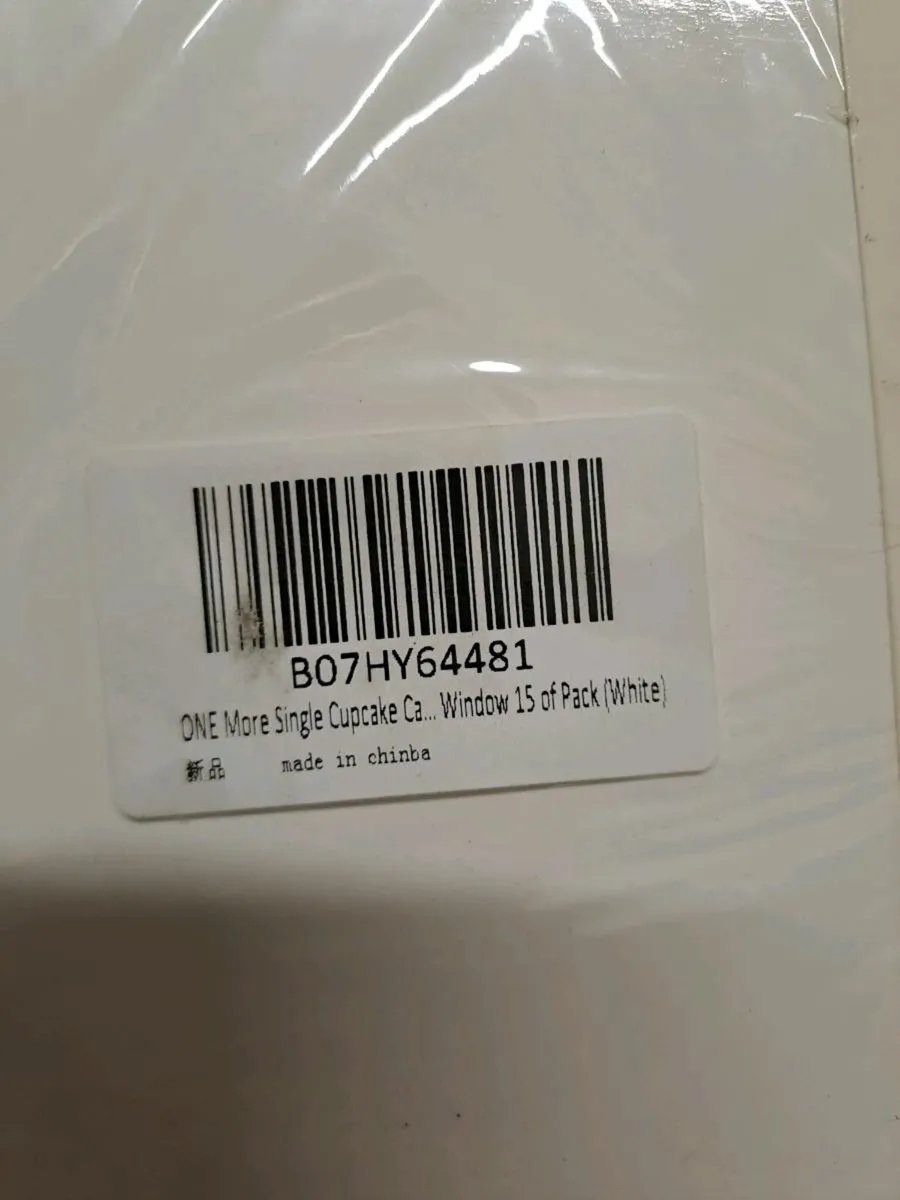 B07HY64481
ONE More Single Cupcake Ca... Window 15 of Pack (White)
新品 made in chinba